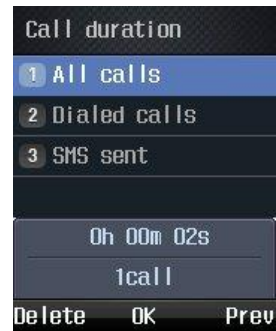 Call duration
1 All calls
2 Dialed calls
3 SMS sent
0h 00m 02s
1call
Delete OK Prev